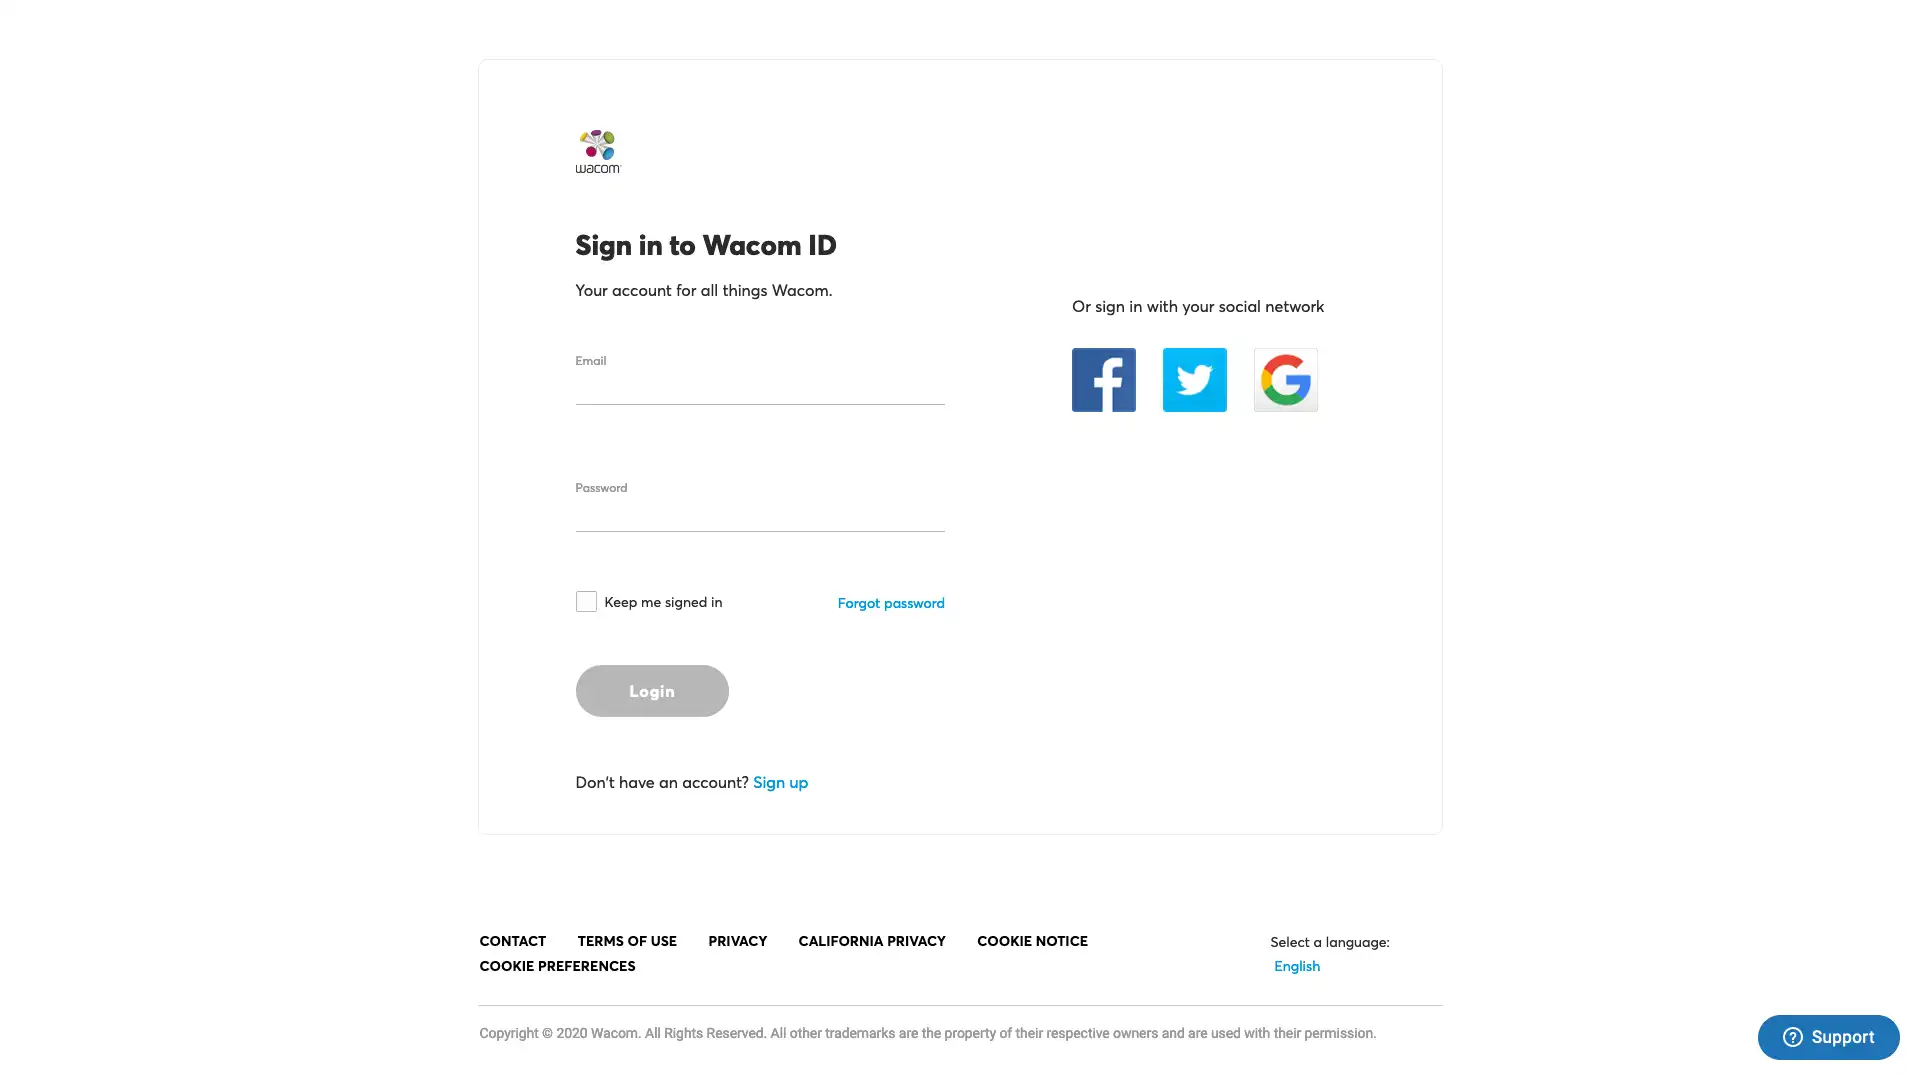 wacom
Sign in to Wacom ID
Your account for all things Wacom.
Or sign in with your social network
Email
Password
Keep me signed in
Forgot password
Login
Don't have an account? Sign up
CONTACT TERMS OF USE PRIVACY CALIFORNIA PRIVACY COOKIE NOTICE
COOKIE PREFERENCES
Select a language:
English
Copyright © 2020 Wacom. All Rights Reserved. All other trademarks are the property of their respective owners and are used with their permission.
Support